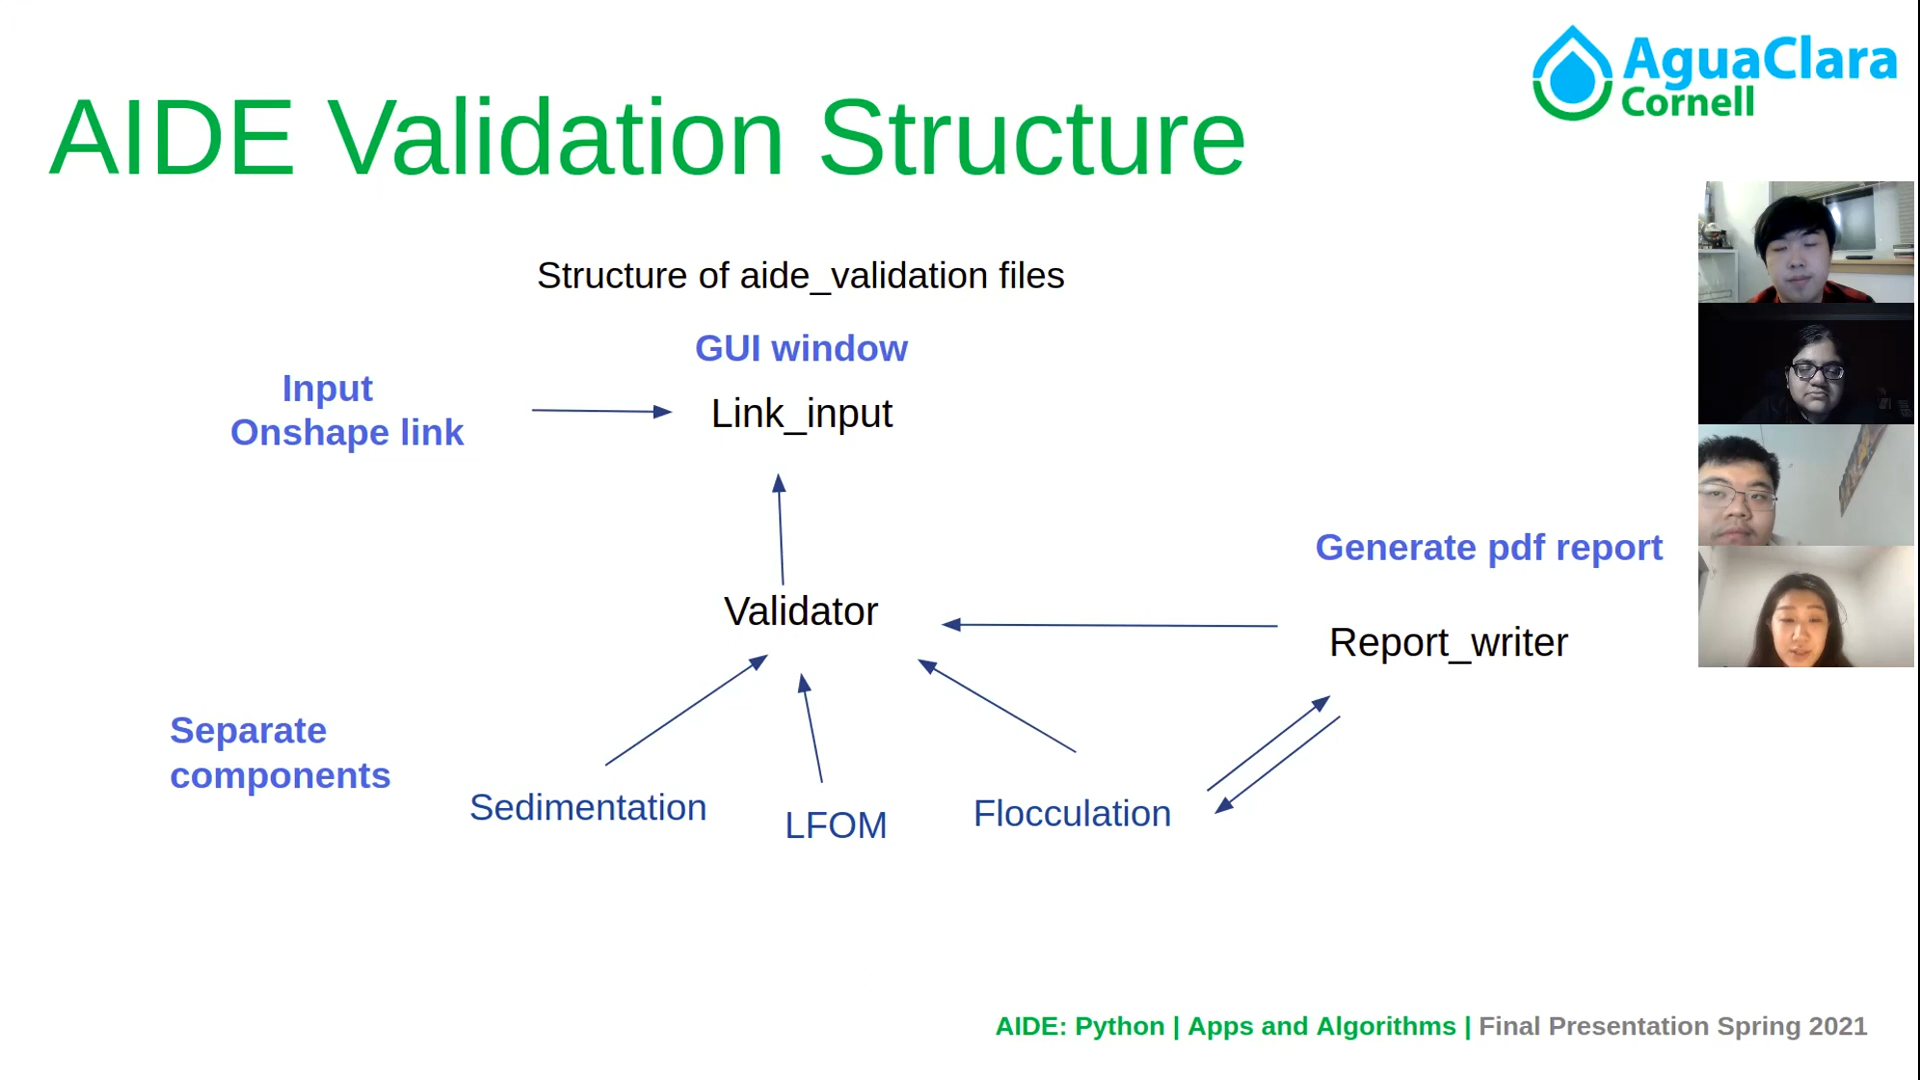 AguaClara
Cornell
AIDE Validation Structure
Structure of aide_validation files
GUI window
Input
Onshape link
Link_input
Generate pdf report
Validator
Report_writer
Separate
components
Sedimentation
LFOM
Flocculation
AIDE: Python | Apps and Algorithms | Final Presentation Spring 2021